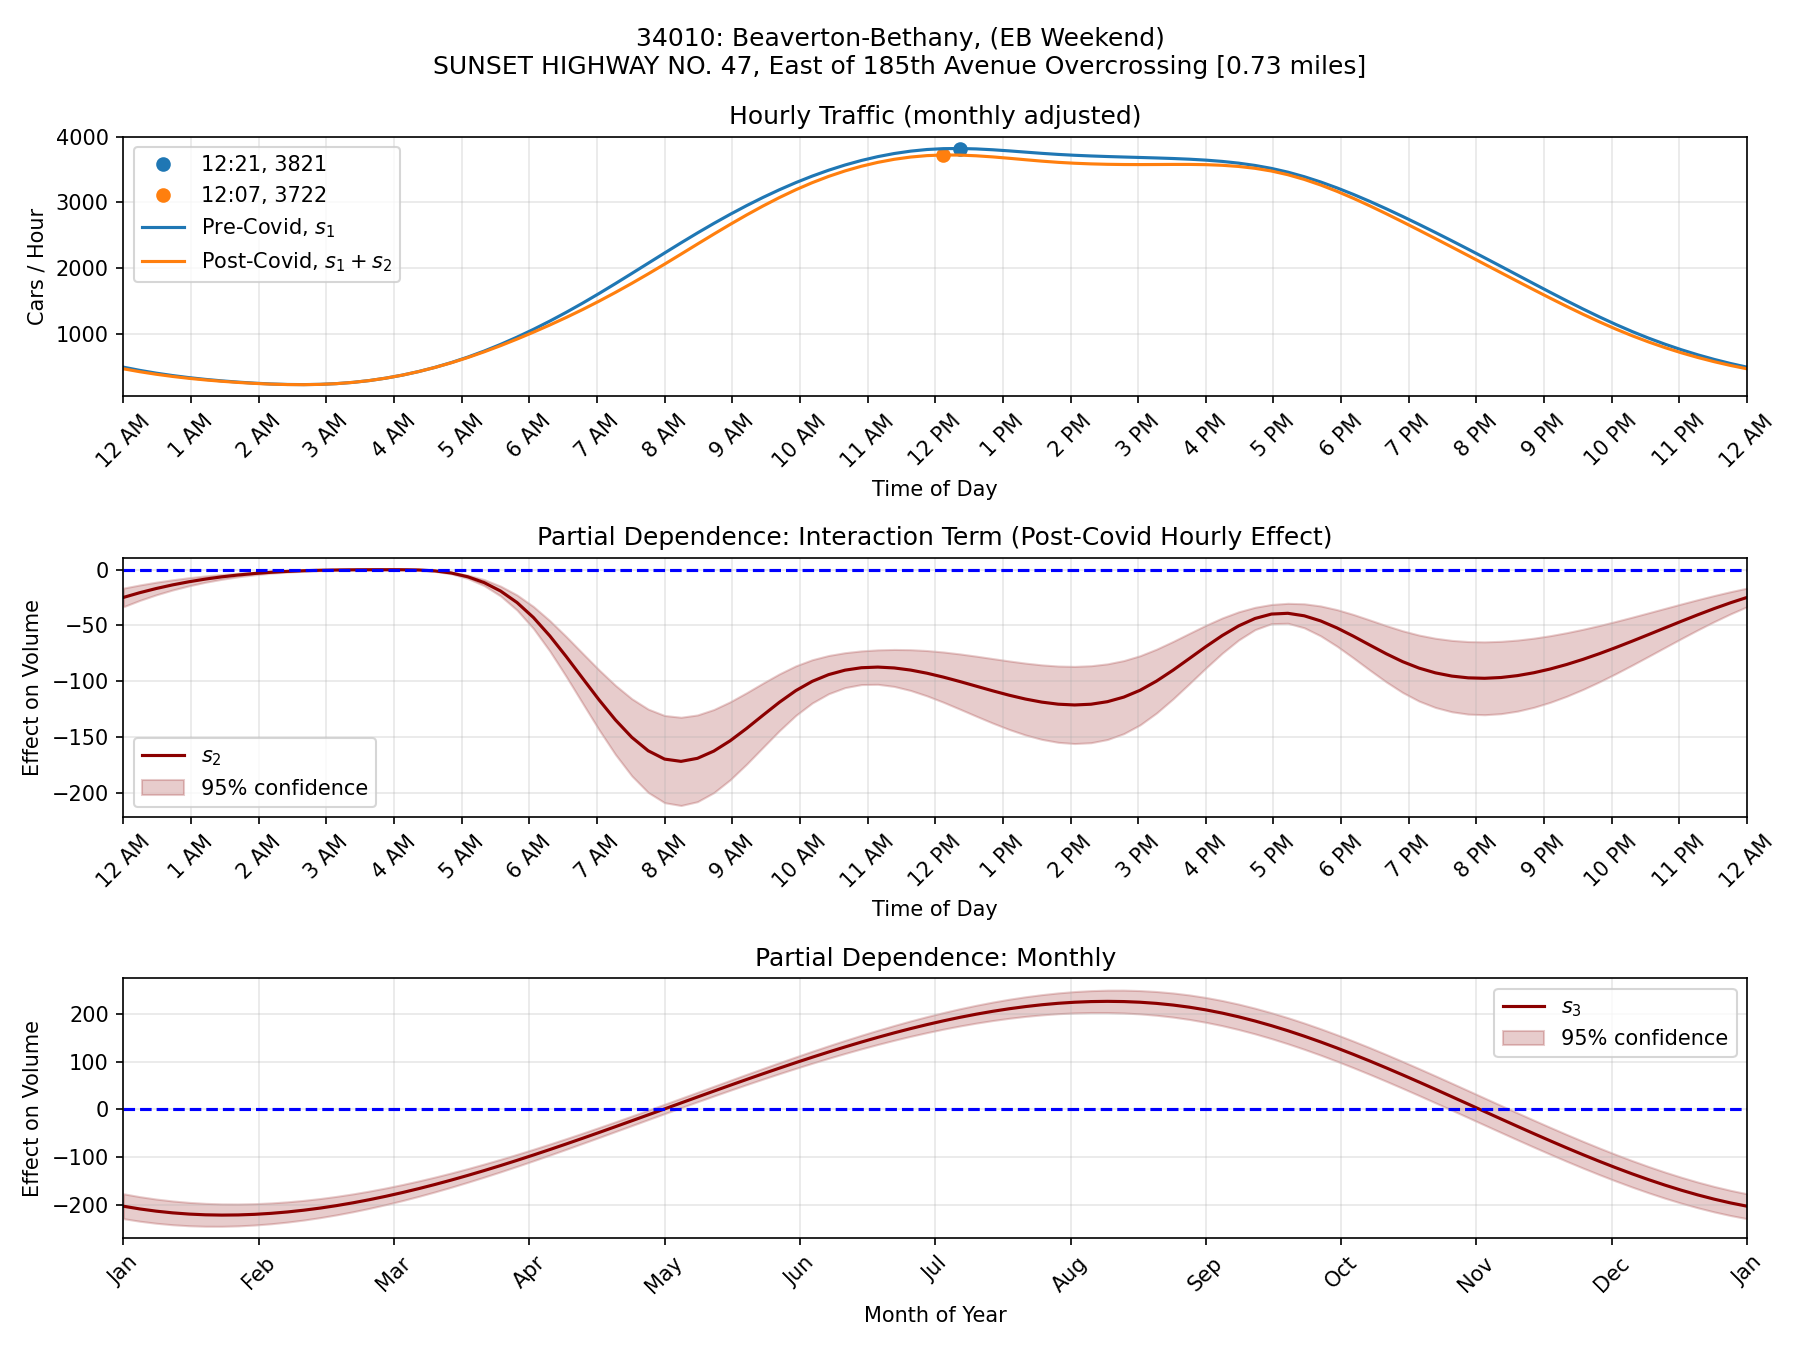 34010: Beaverton-Bethany, (EB Weekend)
SUNSET HIGHWAY NO. 47, East of 185th Avenue Overcrossing [0.73 miles]
Hourly Traffic (monthly adjusted)
Cars / Hour
4000
3000
2000
1000
12:21, 3821
12:07, 3722
Pre-Covid, s₁
Post-Covid, s₁ + s₂
12 AM 1 AM 2 AM 3 AM 4 AM 5 AM 6 AM 7 AM 8 AM 9 AM 10 AM 11 AM 12 PM 1 PM 2 PM 3 PM 4 PM 5 PM 6 PM 7 PM 8 PM 9 PM 10 PM 11 PM 12 AM
Time of Day
Partial Dependence: Interaction Term (Post-Covid Hourly Effect)
Effect on Volume
0
−50
−100
−150
−200
s₂
95% confidence
12 AM 1 AM 2 AM 3 AM 4 AM 5 AM 6 AM 7 AM 8 AM 9 AM 10 AM 11 AM 12 PM 1 PM 2 PM 3 PM 4 PM 5 PM 6 PM 7 PM 8 PM 9 PM 10 PM 11 PM 12 AM
Time of Day
Partial Dependence: Monthly
Effect on Volume
200
100
0
−100
−200
s₃
95% confidence
Jan Feb Mar Apr May Jun Jul Aug Sep Oct Nov Dec Jan
Month of Year